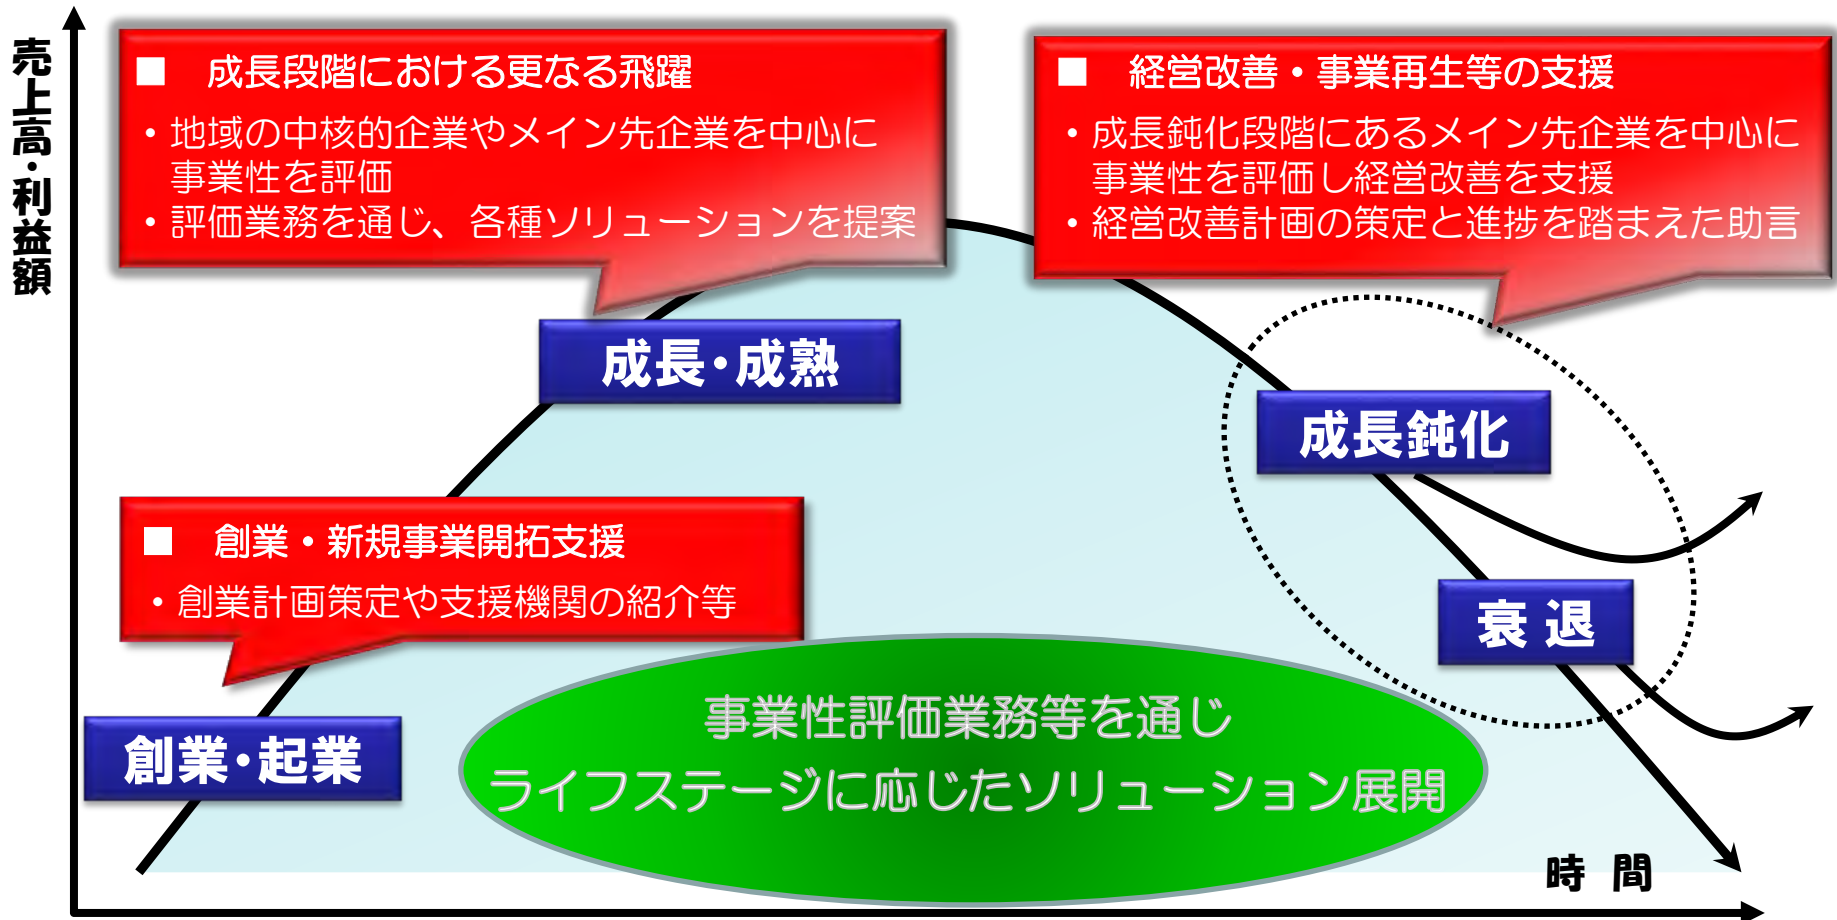 売上高・利益額
■ 成長段階における更なる飛躍
・地域の中核的企業やメイン先企業を中心に
事業性を評価
・評価業務を通じ、各種ソリューションを提案
■ 経営改善・事業再生等の支援
・成長鈍化段階にあるメイン先企業を中心に
事業性を評価し経営改善を支援
・経営改善計画の策定と進捗を踏まえた助言
成長・成熟
成長鈍化
■ 創業・新規事業開拓支援
・創業計画策定や支援機関の紹介等
衰 退
創業・起業
事業性評価業務等を通じ
ライフステージに応じたソリューション展開
時 間